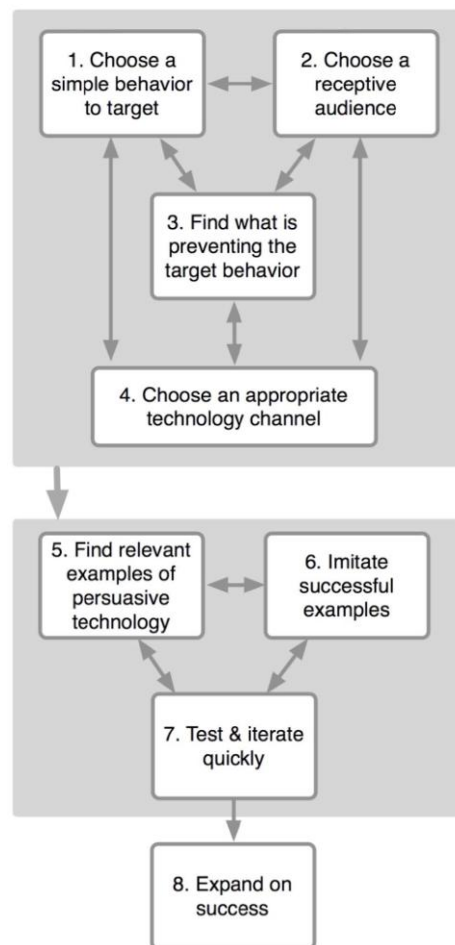 1. Choose a
simple behavior
to target
2. Choose a
receptive
audience
3. Find what is
preventing the
target behavior
4. Choose an appropriate
technology channel
5. Find relevant
examples of
persuasive
technology
6. Imitate
successful
examples
7. Test & iterate
quickly
8. Expand on
success